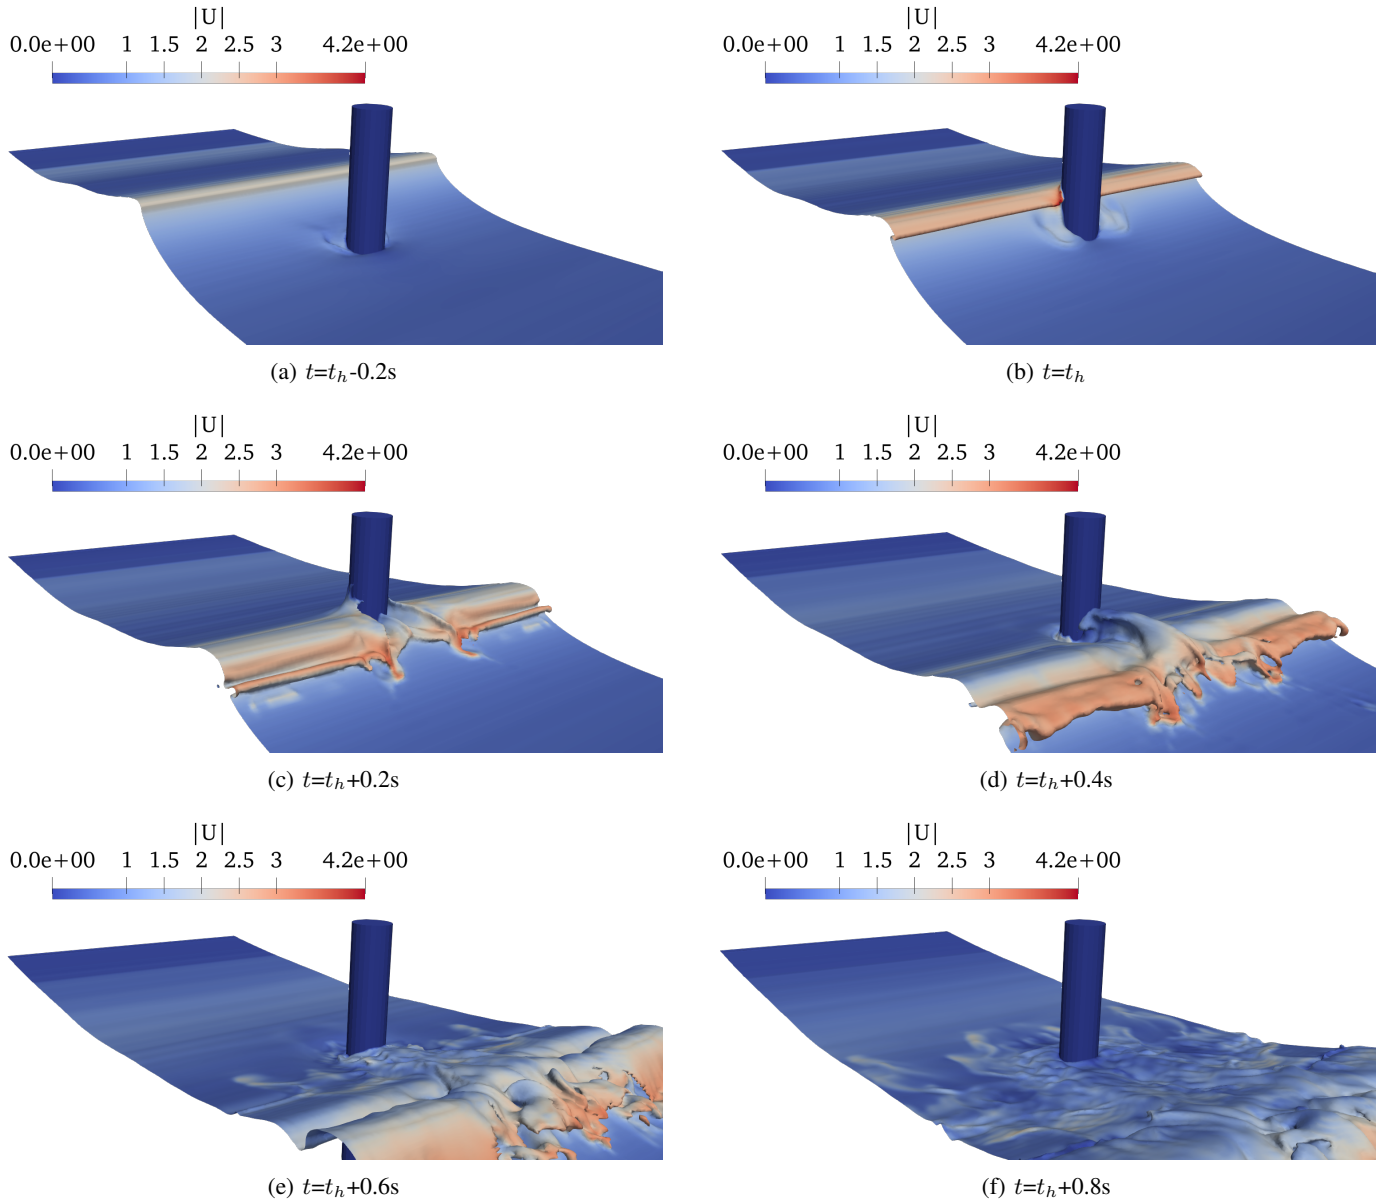 |U| |U|
0.0e+00 1 1.5 2 2.5 3 4.2e+00 0.0e+00 1 1.5 2 2.5 3 4.2e+00
(a) t=t_h-0.2s (b) t=t_h
|U| |U|
0.0e+00 1 1.5 2 2.5 3 4.2e+00 0.0e+00 1 1.5 2 2.5 3 4.2e+00
(c) t=t_h+0.2s (d) t=t_h+0.4s
|U| |U|
0.0e+00 1 1.5 2 2.5 3 4.2e+00 0.0e+00 1 1.5 2 2.5 3 4.2e+00
(e) t=t_h+0.6s (f) t=t_h+0.8s